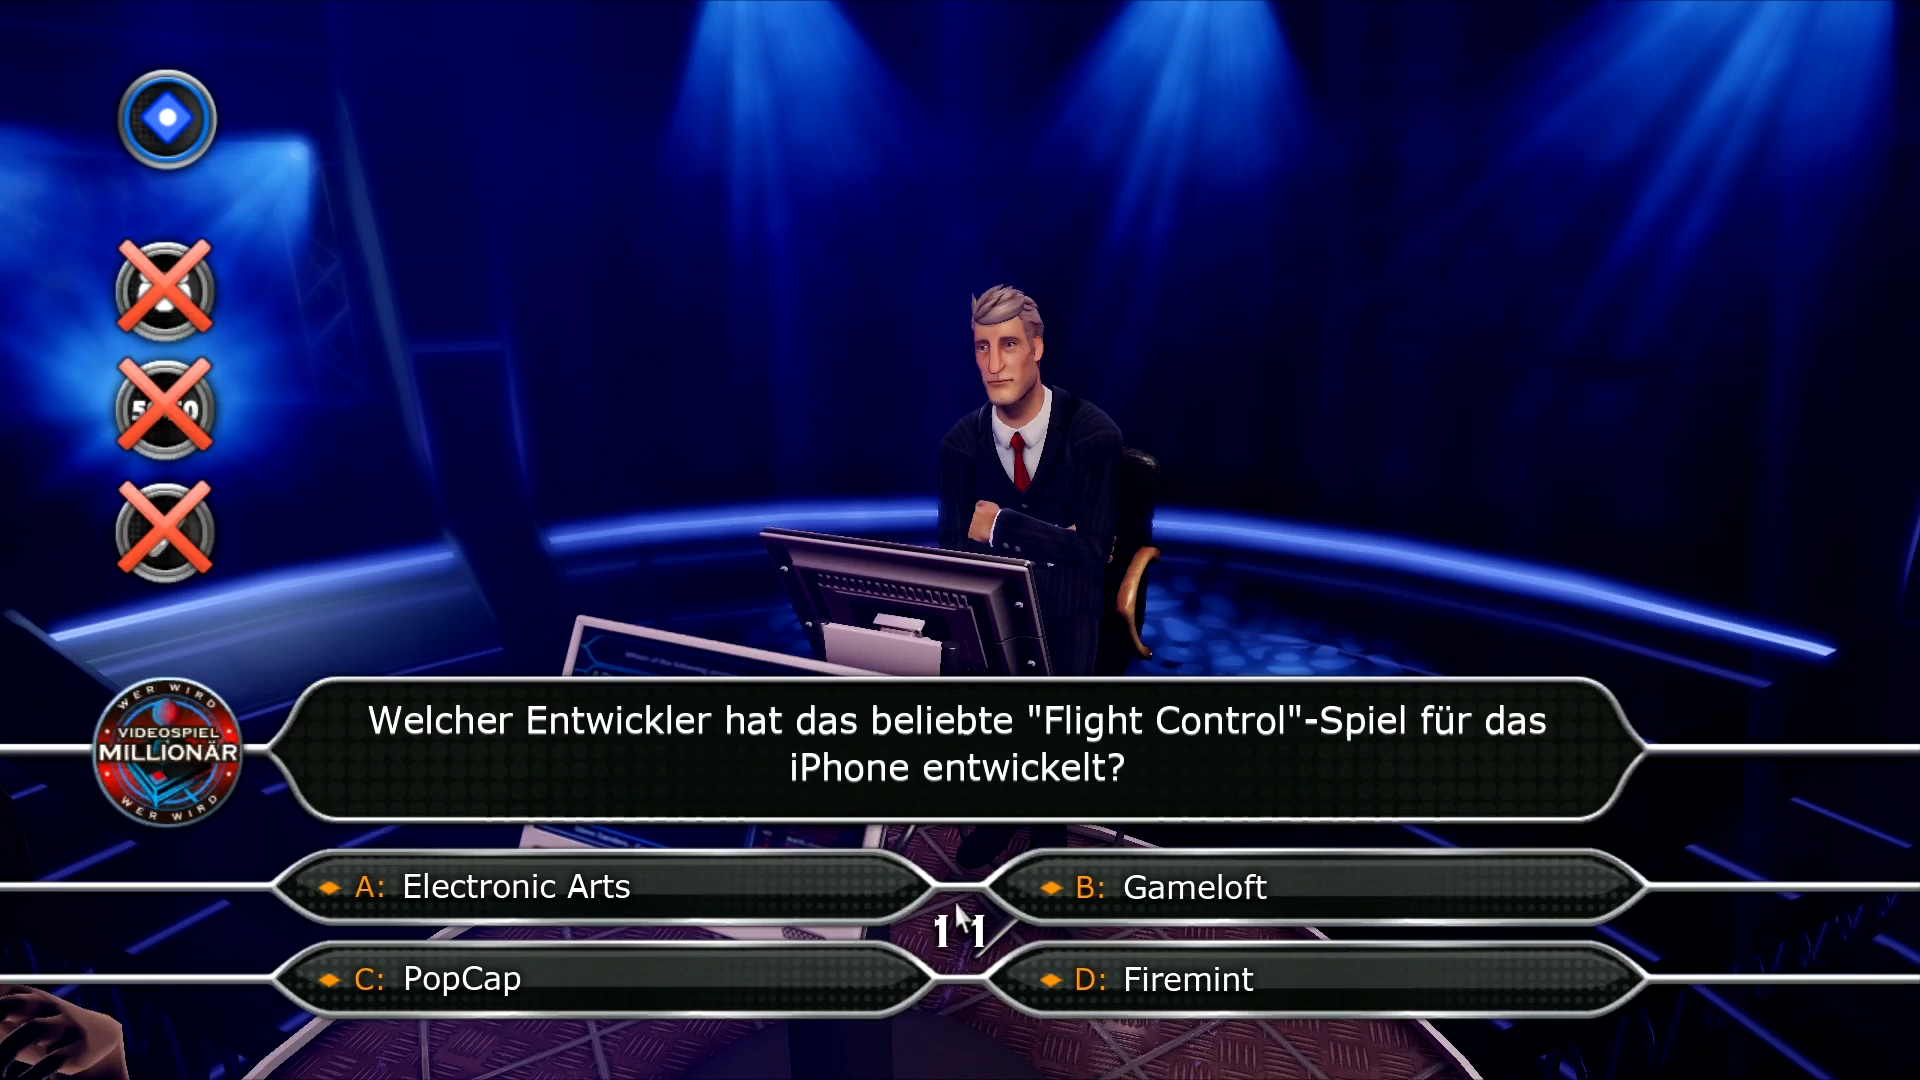 Welcher Entwickler hat das beliebte "Flight Control"-Spiel für das
iPhone entwickelt?
WER WIRD
VIDEOSPIEL
MILLIONÄR
WER WIRD
A: Electronic Arts
B: Gameloft
11
C: PopCap
D: Firemint